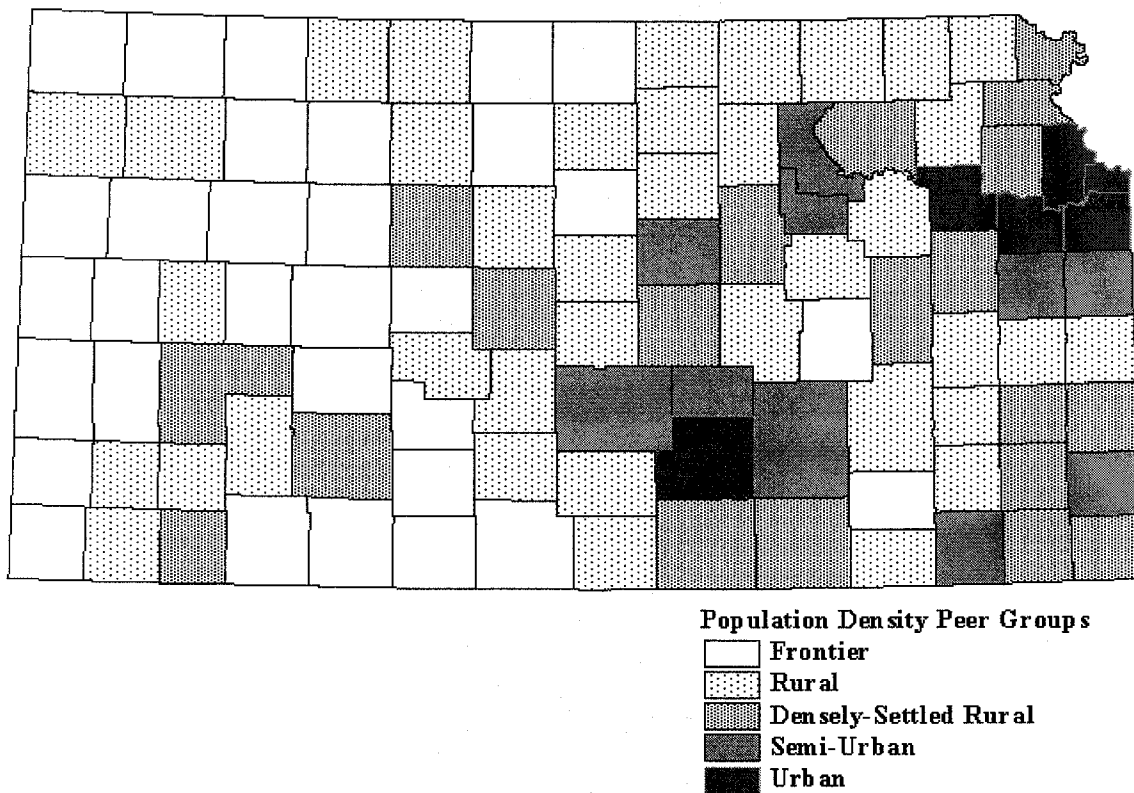 Population Density Peer Groups
Frontier
Rural
Densely-Settled Rural
Semi-Urban
Urban